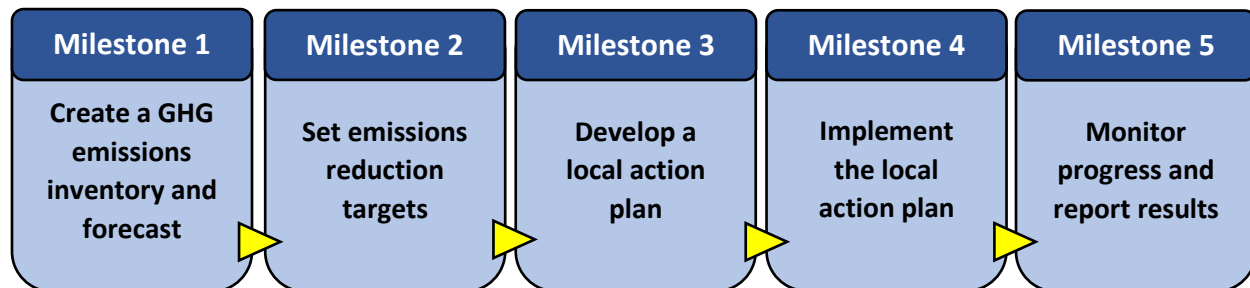 Milestone 1
Create a GHG
emissions
inventory and
forecast
Milestone 2
Set emissions
reduction
targets
Milestone 3
Develop a
local action
plan
Milestone 4
Implement
the local
action plan
Milestone 5
Monitor
progress and
report results